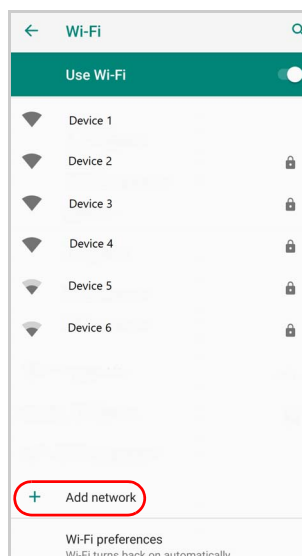 Wi-Fi
Use Wi-Fi
Device 1
Device 2
Device 3
Device 4
Device 5
Device 6
Add network
Wi-Fi preferences
Wi-Fi turns back on automatically